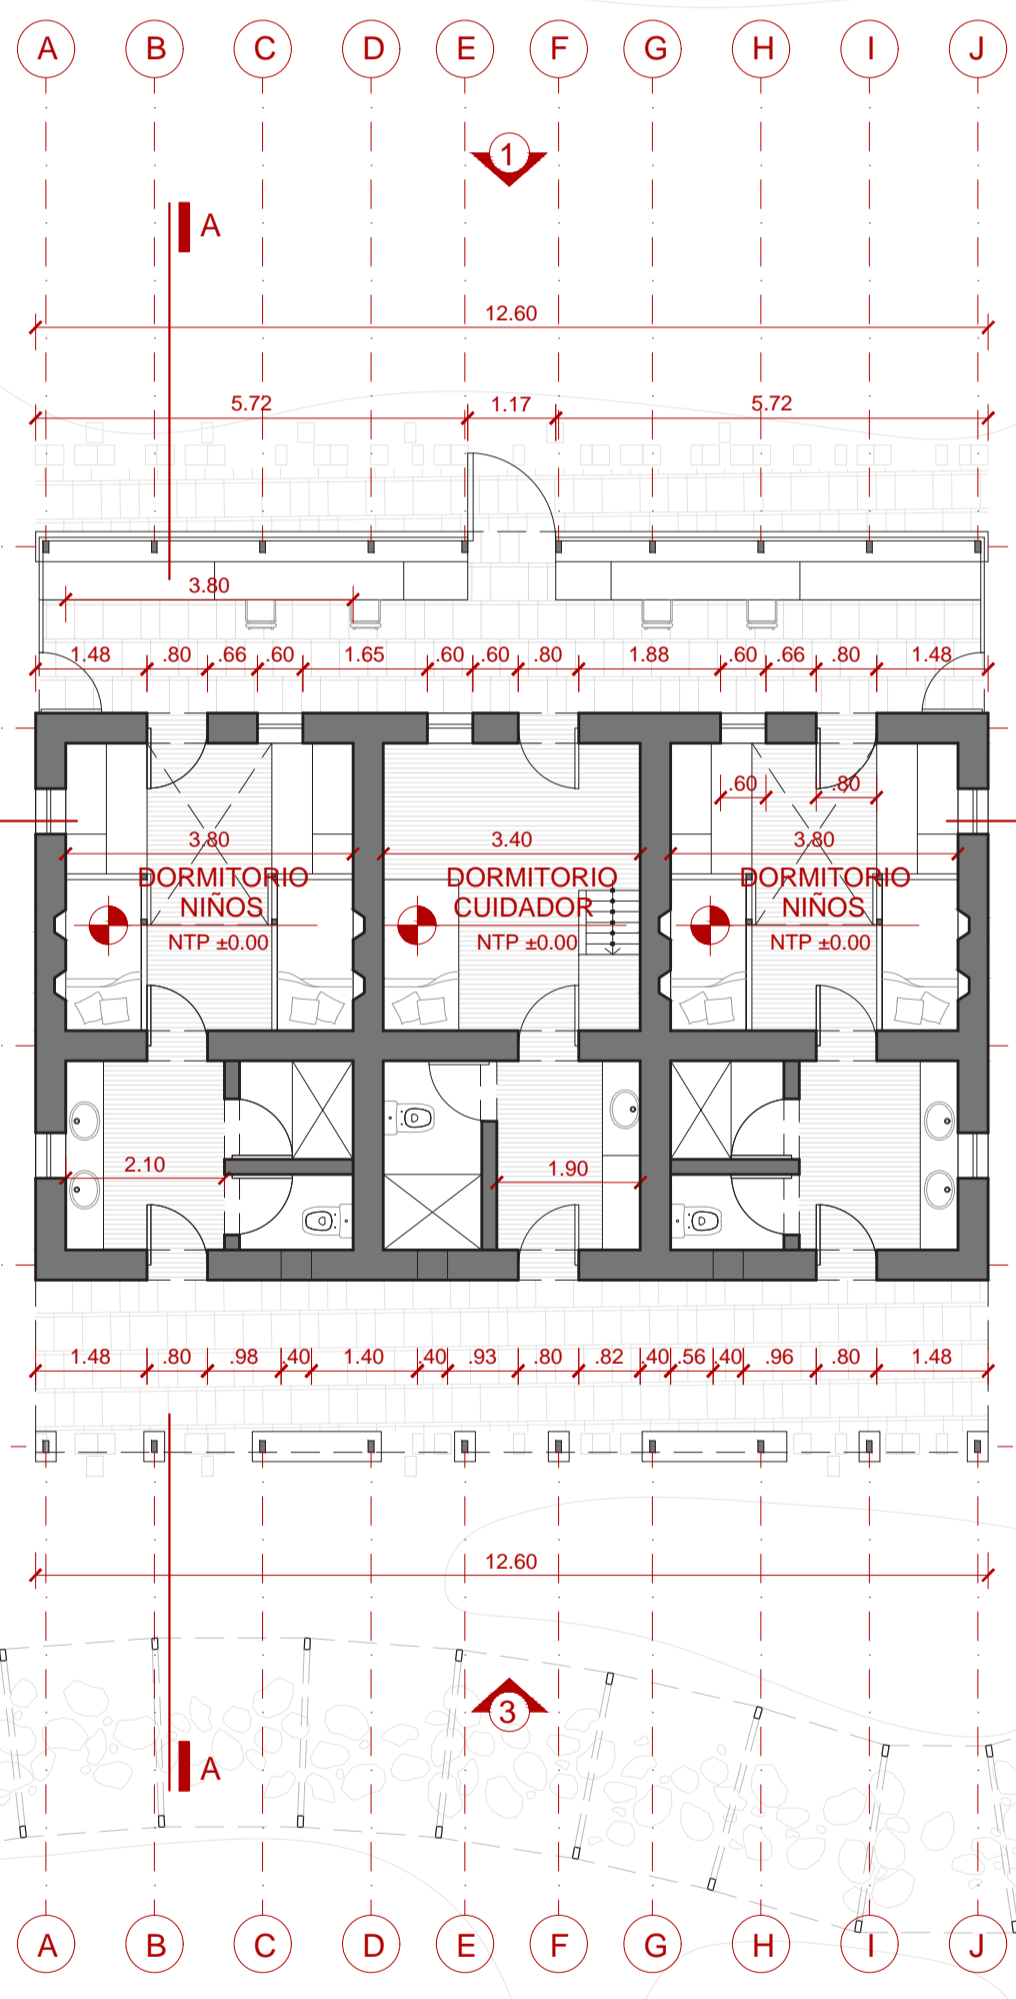 A B C D E F G H I J
1
A
12.60
5.72 1.17 5.72
3.80
1.48 .80 .66 .60 1.65 .60 .60 .80 1.88 .60 .66 .80 1.48
.60 .80
3.80 3.40 3.80
DORMITORIO
NIÑOS
NTP ±0.00
DORMITORIO
CUIDADOR
NTP ±0.00
DORMITORIO
NIÑOS
NTP ±0.00
2.10 1.90
1.48 .80 .98 .40 1.40 .40 .93 .80 .82 .40 .56 .40 .96 .80 1.48
12.60
3
A
A B C D E F G H I J